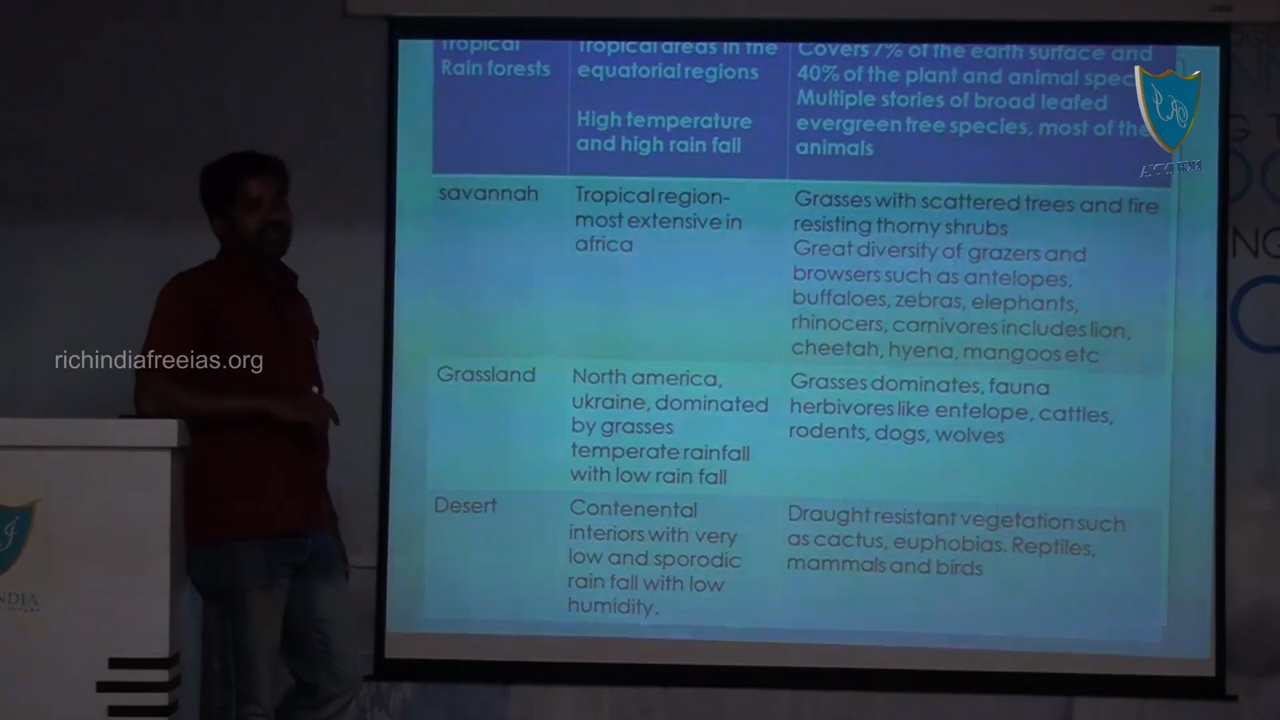 Tropical
Rain forests
Tropical areas in the
equatorial regions
High temperature
and high rain fall
Covers 7% of the earth surface and
40% of the plant and animal spec
Multiple stories of broad leafed
evergreen tree species, most of the
animals
savannah
Tropical region-
most extensive in
africa
Grasses with scattered trees and fire
resisting thorny shrubs
Great diversity of grazers and
browsers such as antelopes,
buffaloes, zebras, elephants,
rhinocers, carnivores includes lion,
cheetah, hyena, mangoos etc
Grassland
North america,
ukraine, dominated
by grasses
temperate rainfall
with low rain fall
Grasses dominates, fauna
herbivores like entelope, cattles,
rodents, dogs, wolves
Desert
Contenental
interiors with very
low and sporodic
rain fall with low
humidity.
Draught resistant vegetation such
as cactus, euphobias. Reptiles,
mammals and birds
richindiafreeias.org
NDIA